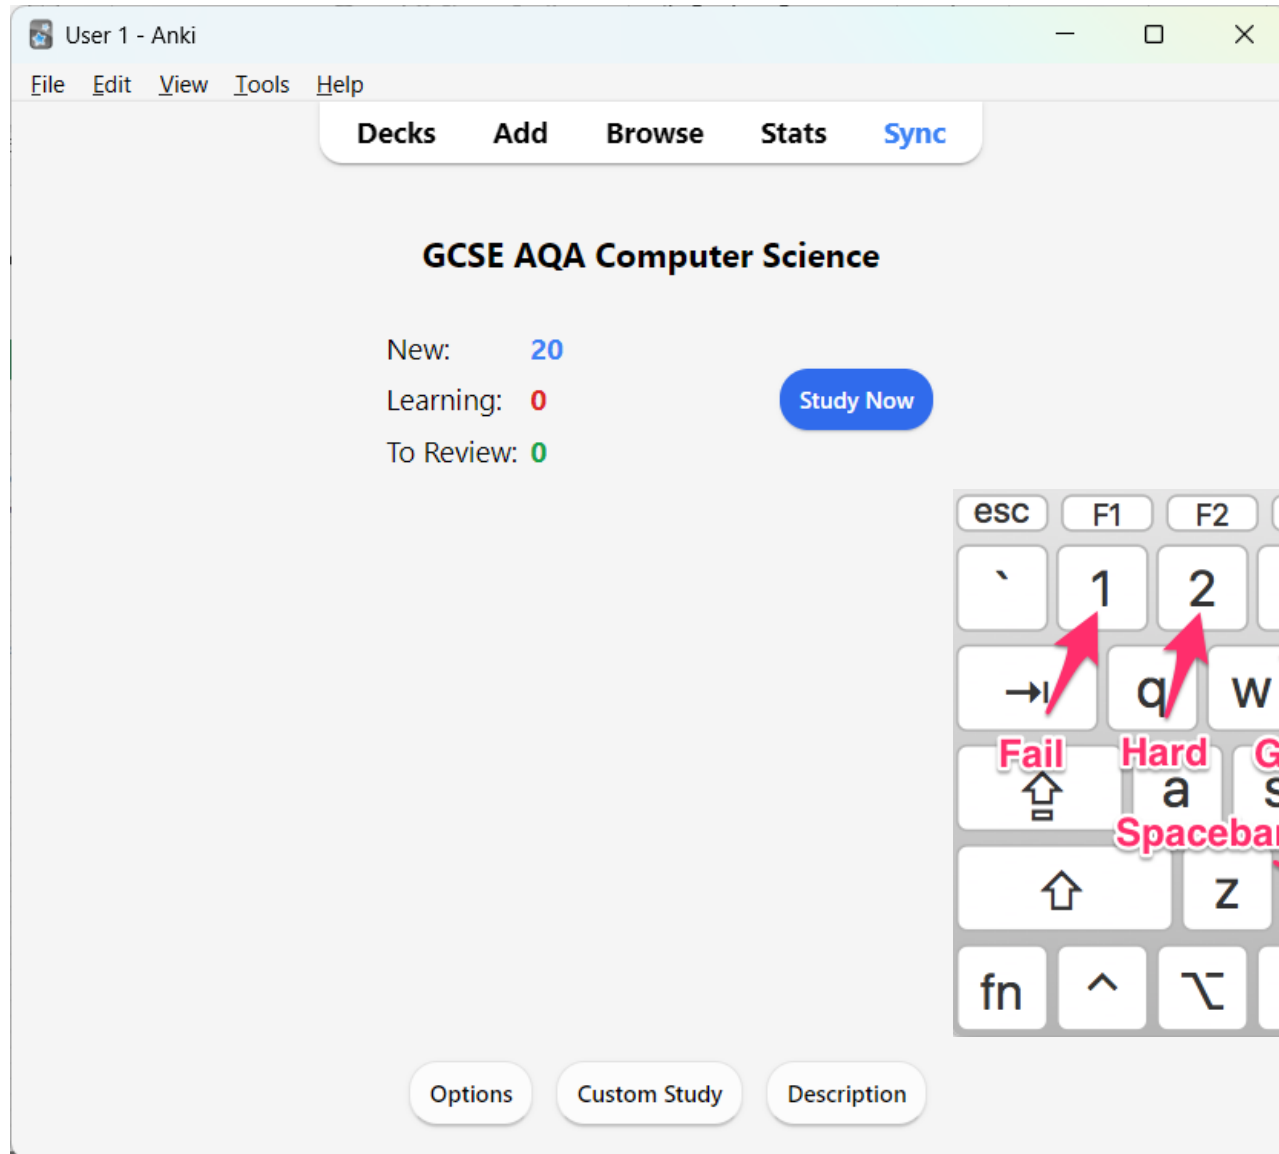 User 1 - Anki
File Edit View Tools Help
Decks Add Browse Stats Sync
GCSE AQA Computer Science
New: 20
Learning: 0
Study Now
To Review: 0
esc F1 F2
` 1 2
q w
Fail Hard G
a s
Spacebar
z
fn ^ ⌥
Options Custom Study Description